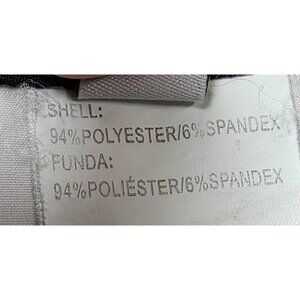 SHELL:
94%POLYESTER/6%SPANDEX
FUNDA:
94%POLIÉSTER/6%SPANDEX